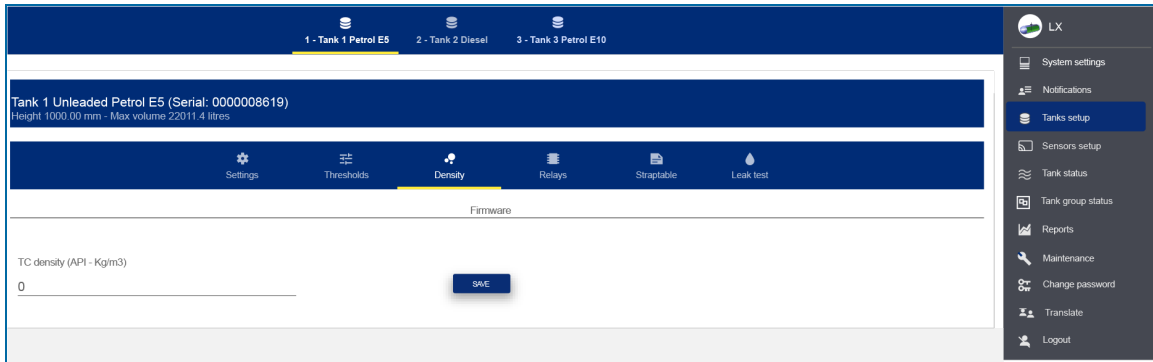 1 - Tank 1 Petrol E5
2 - Tank 2 Diesel
3 - Tank 3 Petrol E10
Tank 1 Unleaded Petrol E5 (Serial: 0000008619)
Height 1000.00 mm - Max volume 22011.4 litres
Settings
Thresholds
Density
Relays
Straptable
Leak test
Firmware
TC density (API - Kg/m3)
0
SAVE
LX
System settings
Notifications
Tanks setup
Sensors setup
Tank status
Tank group status
Reports
Maintenance
Change password
Translate
Logout